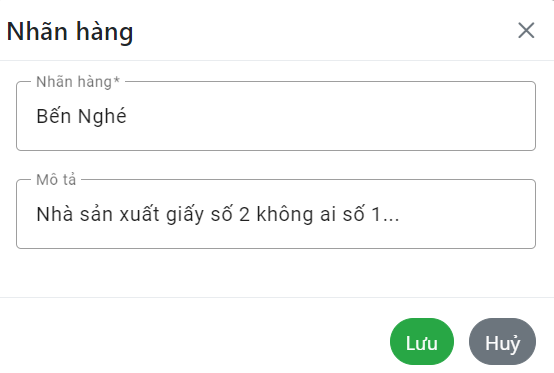 Nhãn hàng
Nhãn hàng*
Bến Nghé
Mô tả
Nhà sản xuất giấy số 2 không ai số 1...
Lưu
Huỷ